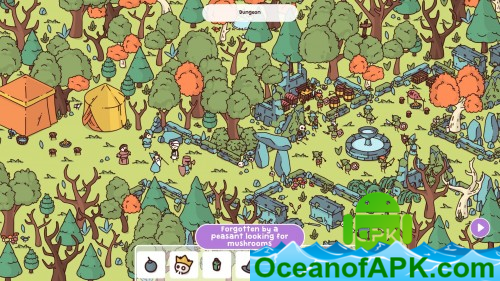 Dungeon
Forgotten by a
peasant looking for
mushrooms
APK
OceanofAPK.com